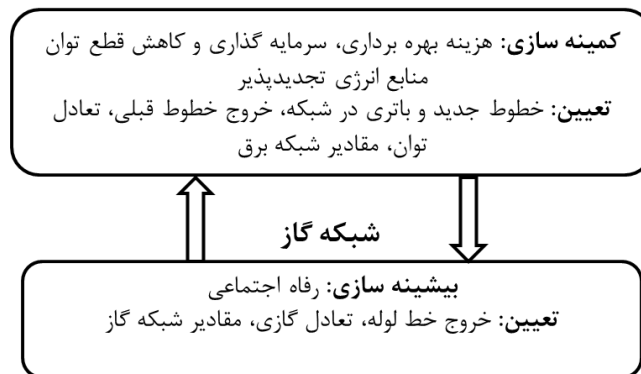 کمینه سازی: هزینه بهره برداری، سرمایه گذاری و کاهش قطع توان
منابع انرژی تجدیدپذیر
تعیین: خطوط جدید و باتری در شبکه، خروج خطوط قبلی، تعادل
توان، مقادیر شبکه برق
شبکه گاز
بیشینه سازی: رفاه اجتماعی
تعیین: خروج خط لوله، تعادل گازی، مقادیر شبکه گاز